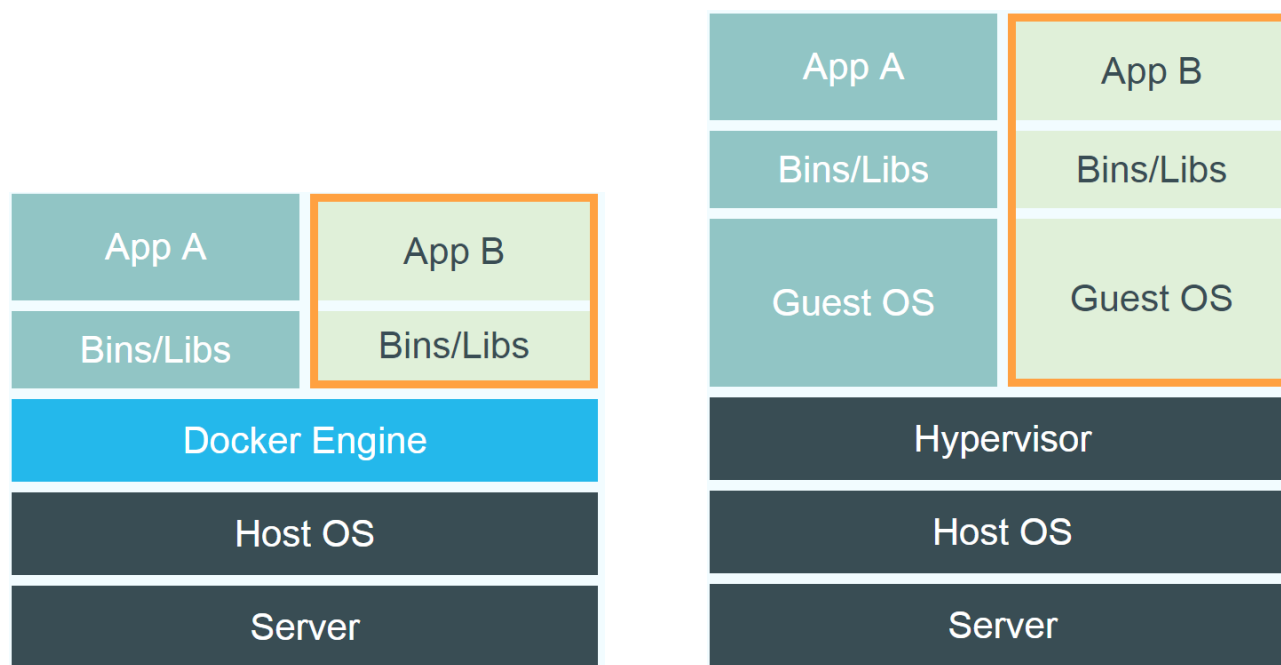 App A
App B
Bins/Libs
Bins/Libs
Docker Engine
Host OS
Server
App A
App B
Bins/Libs
Bins/Libs
Guest OS
Guest OS
Hypervisor
Host OS
Server